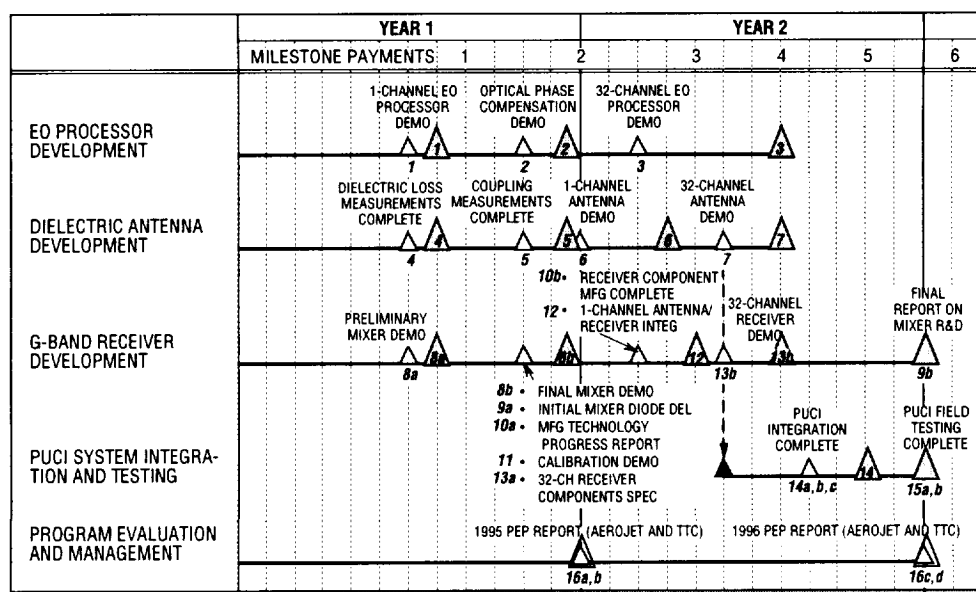 YEAR 1 YEAR 2
MILESTONE PAYMENTS 1 2 3 4 5 6
1-CHANNEL EO
PROCESSOR
DEMO
OPTICAL PHASE
COMPENSATION
DEMO
32-CHANNEL EO
PROCESSOR
DEMO
EO PROCESSOR
DEVELOPMENT
1 2 3
1 2 3
DIELECTRIC LOSS
MEASUREMENTS
COMPLETE
COUPLING
MEASUREMENTS
COMPLETE
1-CHANNEL
ANTENNA
DEMO
32-CHANNEL
ANTENNA
DEMO
DIELECTRIC ANTENNA
DEVELOPMENT
4 5 6 7
4 5 6 7
10b • RECEIVER COMPONENT
MFG COMPLETE
12 • 1-CHANNEL ANTENNA/
RECEIVER INTEG
PRELIMINARY
MIXER DEMO
32-CHANNEL
RECEIVER
DEMO
FINAL
REPORT ON
MIXER R&D
G-BAND RECEIVER
DEVELOPMENT
8a 8b 12 13b
8a 13b 9b
8b • FINAL MIXER DEMO
9a • INITIAL MIXER DIODE DEL
10a • MFG TECHNOLOGY
PROGRESS REPORT
11 • CALIBRATION DEMO
13a • 32-CH RECEIVER
COMPONENTS SPEC
PUCI
INTEGRATION
COMPLETE
PUCI FIELD
TESTING
COMPLETE
PUCI SYSTEM INTEGRA-
TION AND TESTING
14
14a,b,c 15a,b
PROGRAM EVALUATION
AND MANAGEMENT
1995 PEP REPORT (AEROJET AND TTC) 1996 PEP REPORT (AEROJET AND TTC)
16a,b 16c,d